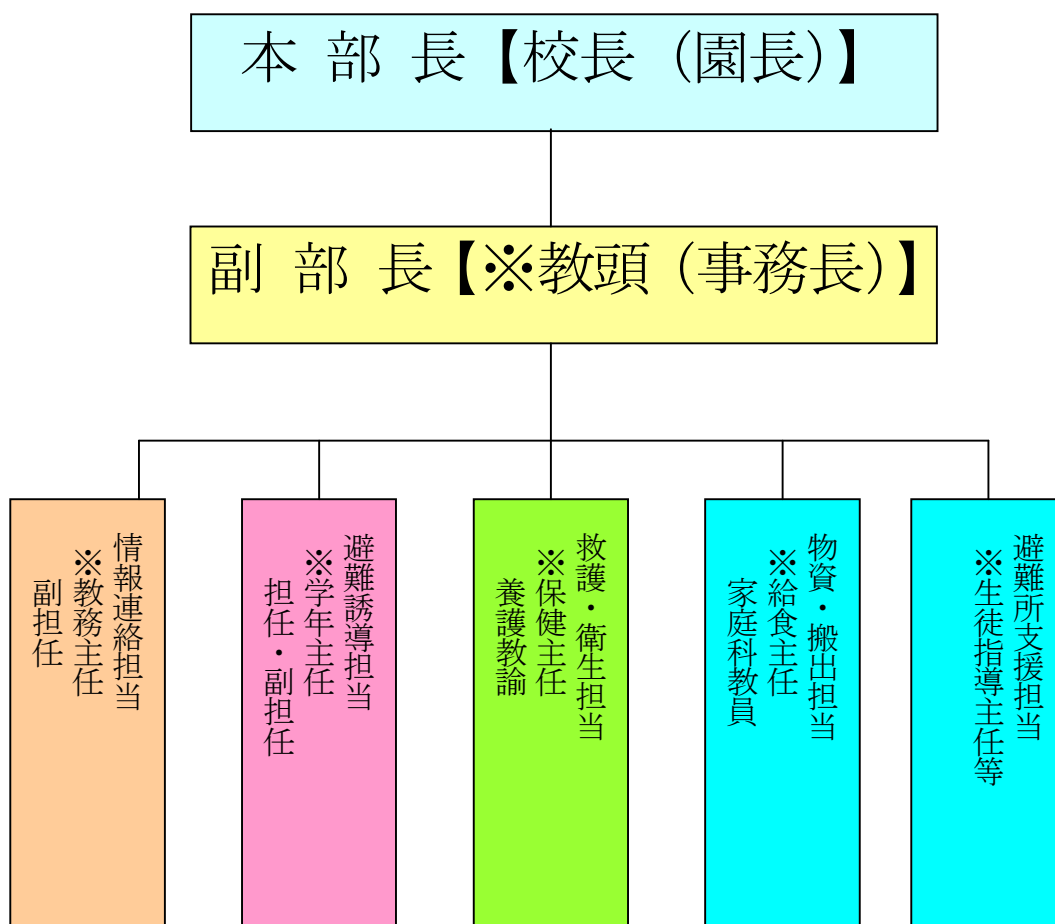 本 部 長【校長（園長）】
副 部 長【※教頭（事務長）】
情報連絡担当
※教務主任
副担任
避難誘導担当
※学年主任
担任・副担任
救護・衛生担当
※保健主任
養護教諭
物資・搬出担当
※給食主任
家庭科教員
避難所支援担当
※生徒指導主任等